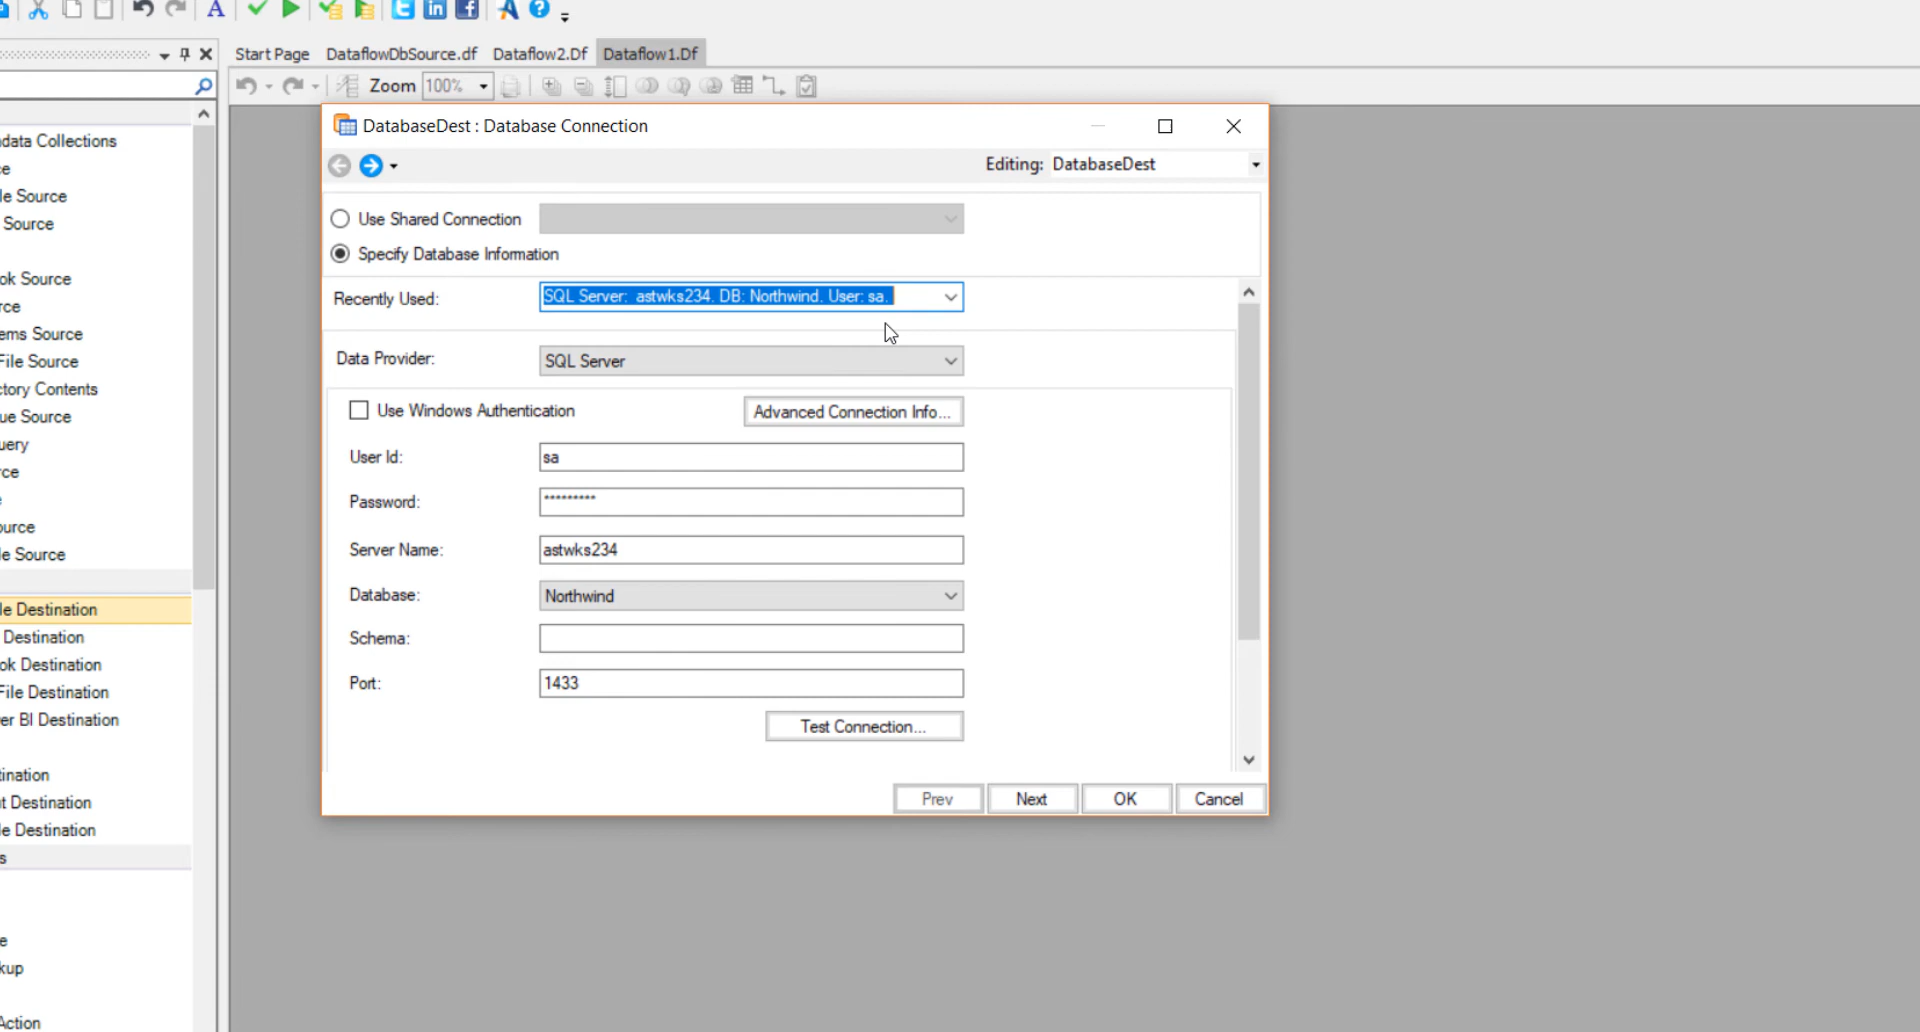 A
Start Page
DataflowDbSource.df
Dataflow2.Df
Dataflow1.Df
Zoom
100%
DatabaseDest : Database Connection
Editing: DatabaseDest
Use Shared Connection
Specify Database Information
Recently Used:
SQL Server: astwks234. DB: Northwind. User: sa.
Data Provider:
SQL Server
Use Windows Authentication
Advanced Connection Info...
User Id:
sa
Password:
*********
Server Name:
astwks234
Database:
Northwind
Schema:
Port:
1433
Test Connection...
Prev
Next
OK
Cancel
data Collections
ce
le Source
Source
ok Source
rce
ems Source
File Source
ctory Contents
ue Source
uery
rce
ource
le Source
le Destination
Destination
ok Destination
File Destination
er BI Destination
tination
t Destination
le Destination
s
e
kup
Action